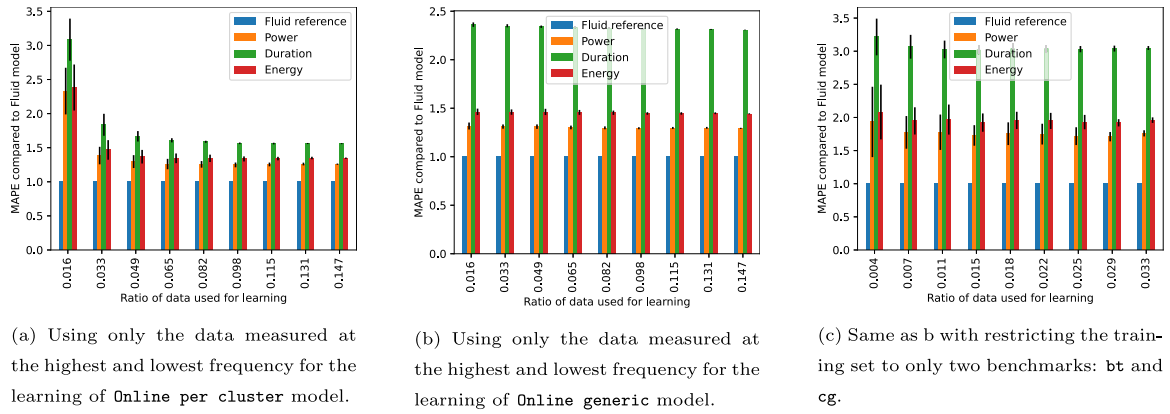 MAPE compared to Fluid model
3.5
3.0
2.5
2.0
1.5
1.0
0.5
0.0
Fluid reference
Power
Duration
Energy
0.016
0.033
0.049
0.065
0.082
0.098
0.115
0.131
0.147
Ratio of data used for learning
(a) Using only the data measured at
the highest and lowest frequency for the
learning of Online per cluster model.
MAPE compared to Fluid model
2.5
2.0
1.5
1.0
0.5
0.0
Fluid reference
Power
Duration
Energy
0.016
0.033
0.049
0.065
0.082
0.098
0.115
0.131
0.147
Ratio of data used for learning
(b) Using only the data measured at
the highest and lowest frequency for the
learning of Online generic model.
MAPE compared to Fluid model
3.5
3.0
2.5
2.0
1.5
1.0
0.5
0.0
Fluid reference
Power
Duration
Energy
0.004
0.007
0.011
0.015
0.018
0.022
0.025
0.029
0.033
Ratio of data used for learning
(c) Same as b with restricting the train-
ing set to only two benchmarks: bt and
cg.